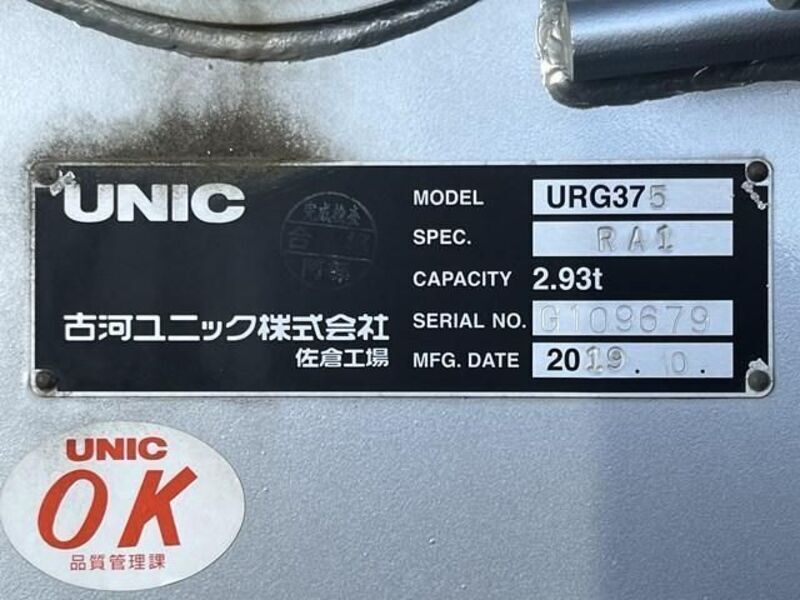 UNIC
MODEL URG375
SPEC. RA1
CAPACITY 2.93t
古河ユニック株式会社
佐倉工場
SERIAL NO. G109679
MFG. DATE 2019.10.
UNIC
OK
品質管理課